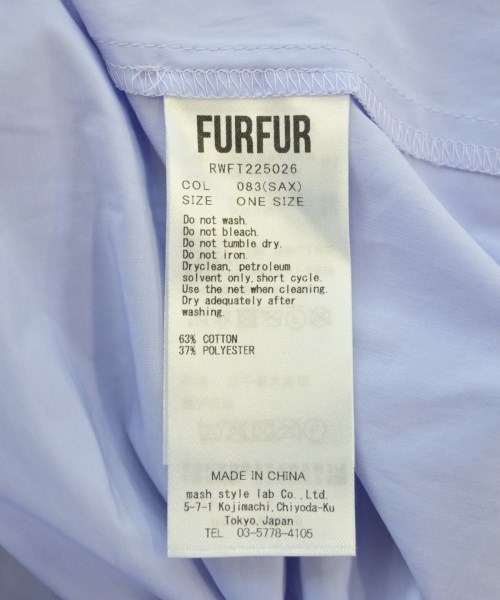 FURFUR
RWFT225026
COL 083(SAX)
SIZE ONE SIZE
Do not wash.
Do not bleach.
Do not tumble dry.
Do not iron.
Dryclean, petroleum
solvent only,short cycle.
Use the net when cleaning.
Dry adequately after
washing.
63% COTTON
37% POLYESTER
MADE IN CHINA
mash style lab Co.,Ltd.
5-7-1 Kojimachi,Chiyoda-Ku
Tokyo,Japan
TEL 03-5778-4105